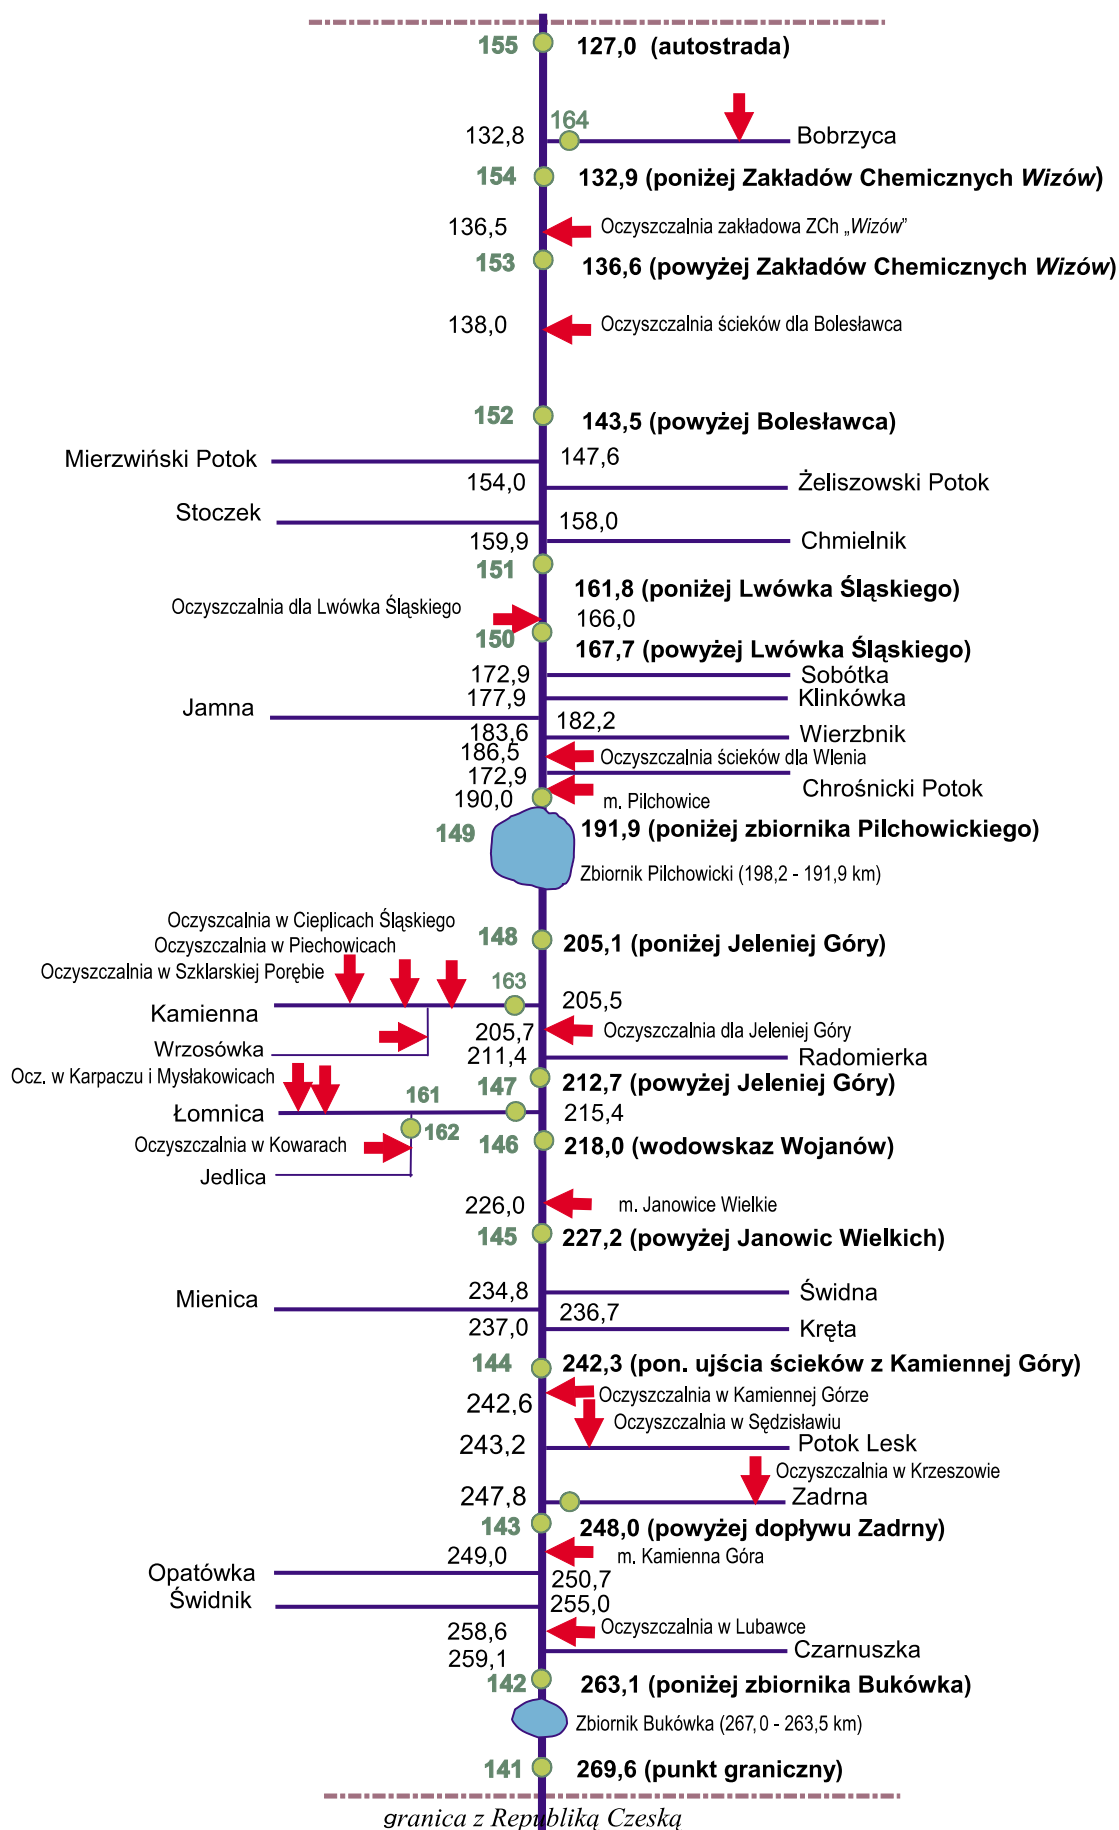 155 127,0 (autostrada)
164
132,8 Bobrzyca
154 132,9 (poniżej Zakładów Chemicznych Wizów)
136,5 Oczyszczalnia zakładowa ZCh „Wizów”
153 136,6 (powyżej Zakładów Chemicznych Wizów)
138,0 Oczyszczalnia ścieków dla Bolesławca
152 143,5 (powyżej Bolesławca)
Mierzwiński Potok 147,6
154,0 Żeliszowski Potok
Stoczek 158,0
159,9 Chmielnik
151
161,8 (poniżej Lwówka Śląskiego)
Oczyszczalnia dla Lwówka Śląskiego 166,0
150 167,7 (powyżej Lwówka Śląskiego)
172,9 Sobótka
177,9 Klinkówka
Jamna 182,2
183,6 Wierzbnik
186,5 Oczyszczalnia ścieków dla Wlenia
172,9 Chrośnicki Potok
190,0 m. Pilchowice
149 191,9 (poniżej zbiornika Pilchowickiego)
Zbiornik Pilchowicki (198,2 - 191,9 km)
Oczyszcalnia w Cieplicach Śląskiego
148 205,1 (poniżej Jeleniej Góry)
Oczyszcalnia w Piechowicach
Oczyszcalnia w Szklarskiej Porębie
163
Kamienna 205,5
205,7 Oczyszczalnia dla Jeleniej Góry
Wrzosówka
211,4 Radomierka
Ocz. w Karpaczu i Mysłakowicach
147 212,7 (powyżej Jeleniej Góry)
161
Łomnica 215,4
162
Oczyszczalnia w Kowarach
146 218,0 (wodowskaz Wojanów)
Jedlica
226,0 m. Janowice Wielkie
145 227,2 (powyżej Janowic Wielkich)
234,8 Świdna
Mienica 236,7
237,0 Kręta
144 242,3 (pon. ujścia ścieków z Kamiennej Góry)
242,6 Oczyszczalnia w Kamiennej Górze
Oczyszczalnia w Sędzisławiu
243,2 Potok Lesk
Oczyszczalnia w Krzeszowie
247,8 Zadrna
143 248,0 (powyżej dopływu Zadrny)
249,0 m. Kamienna Góra
Opatówka 250,7
Świdnik 255,0
258,6 Oczyszczalnia w Lubawce
259,1 Czarnuszka
142 263,1 (poniżej zbiornika Bukówka)
Zbiornik Bukówka (267,0 - 263,5 km)
141 269,6 (punkt graniczny)
granica z Republiką Czeską